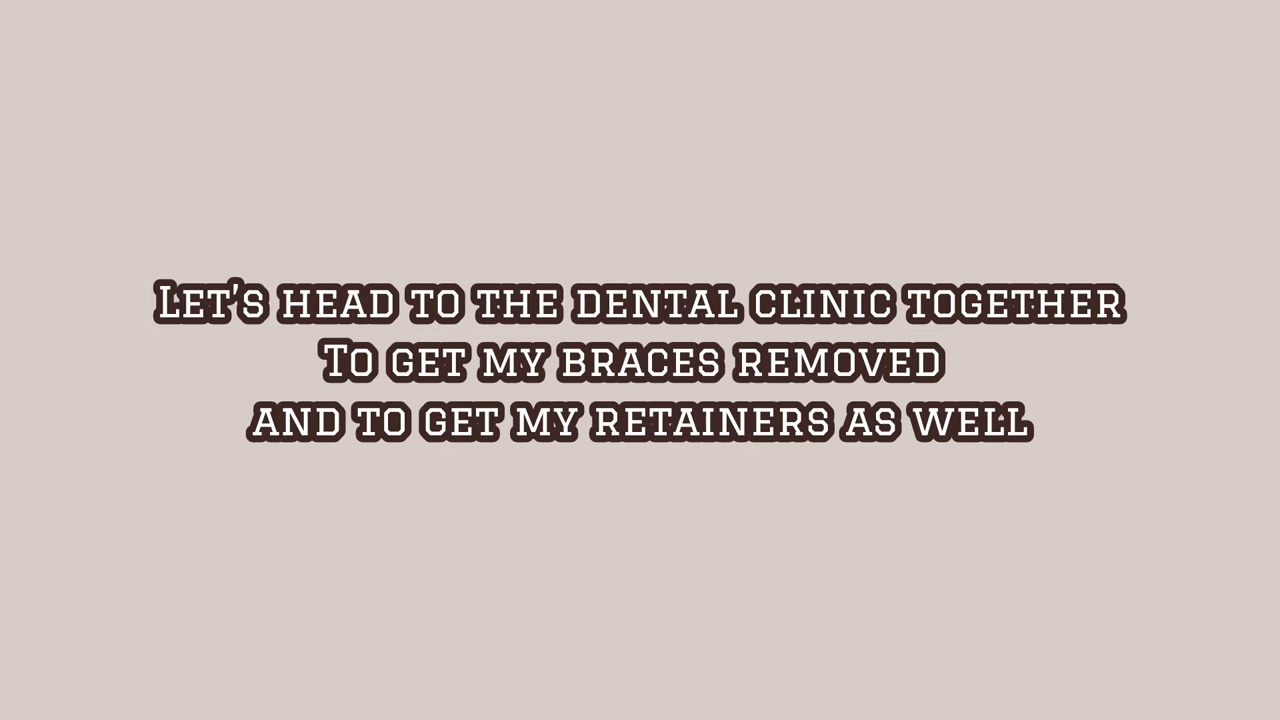 Let's head to the dental clinic together
To get my braces removed
and to get my retainers as well